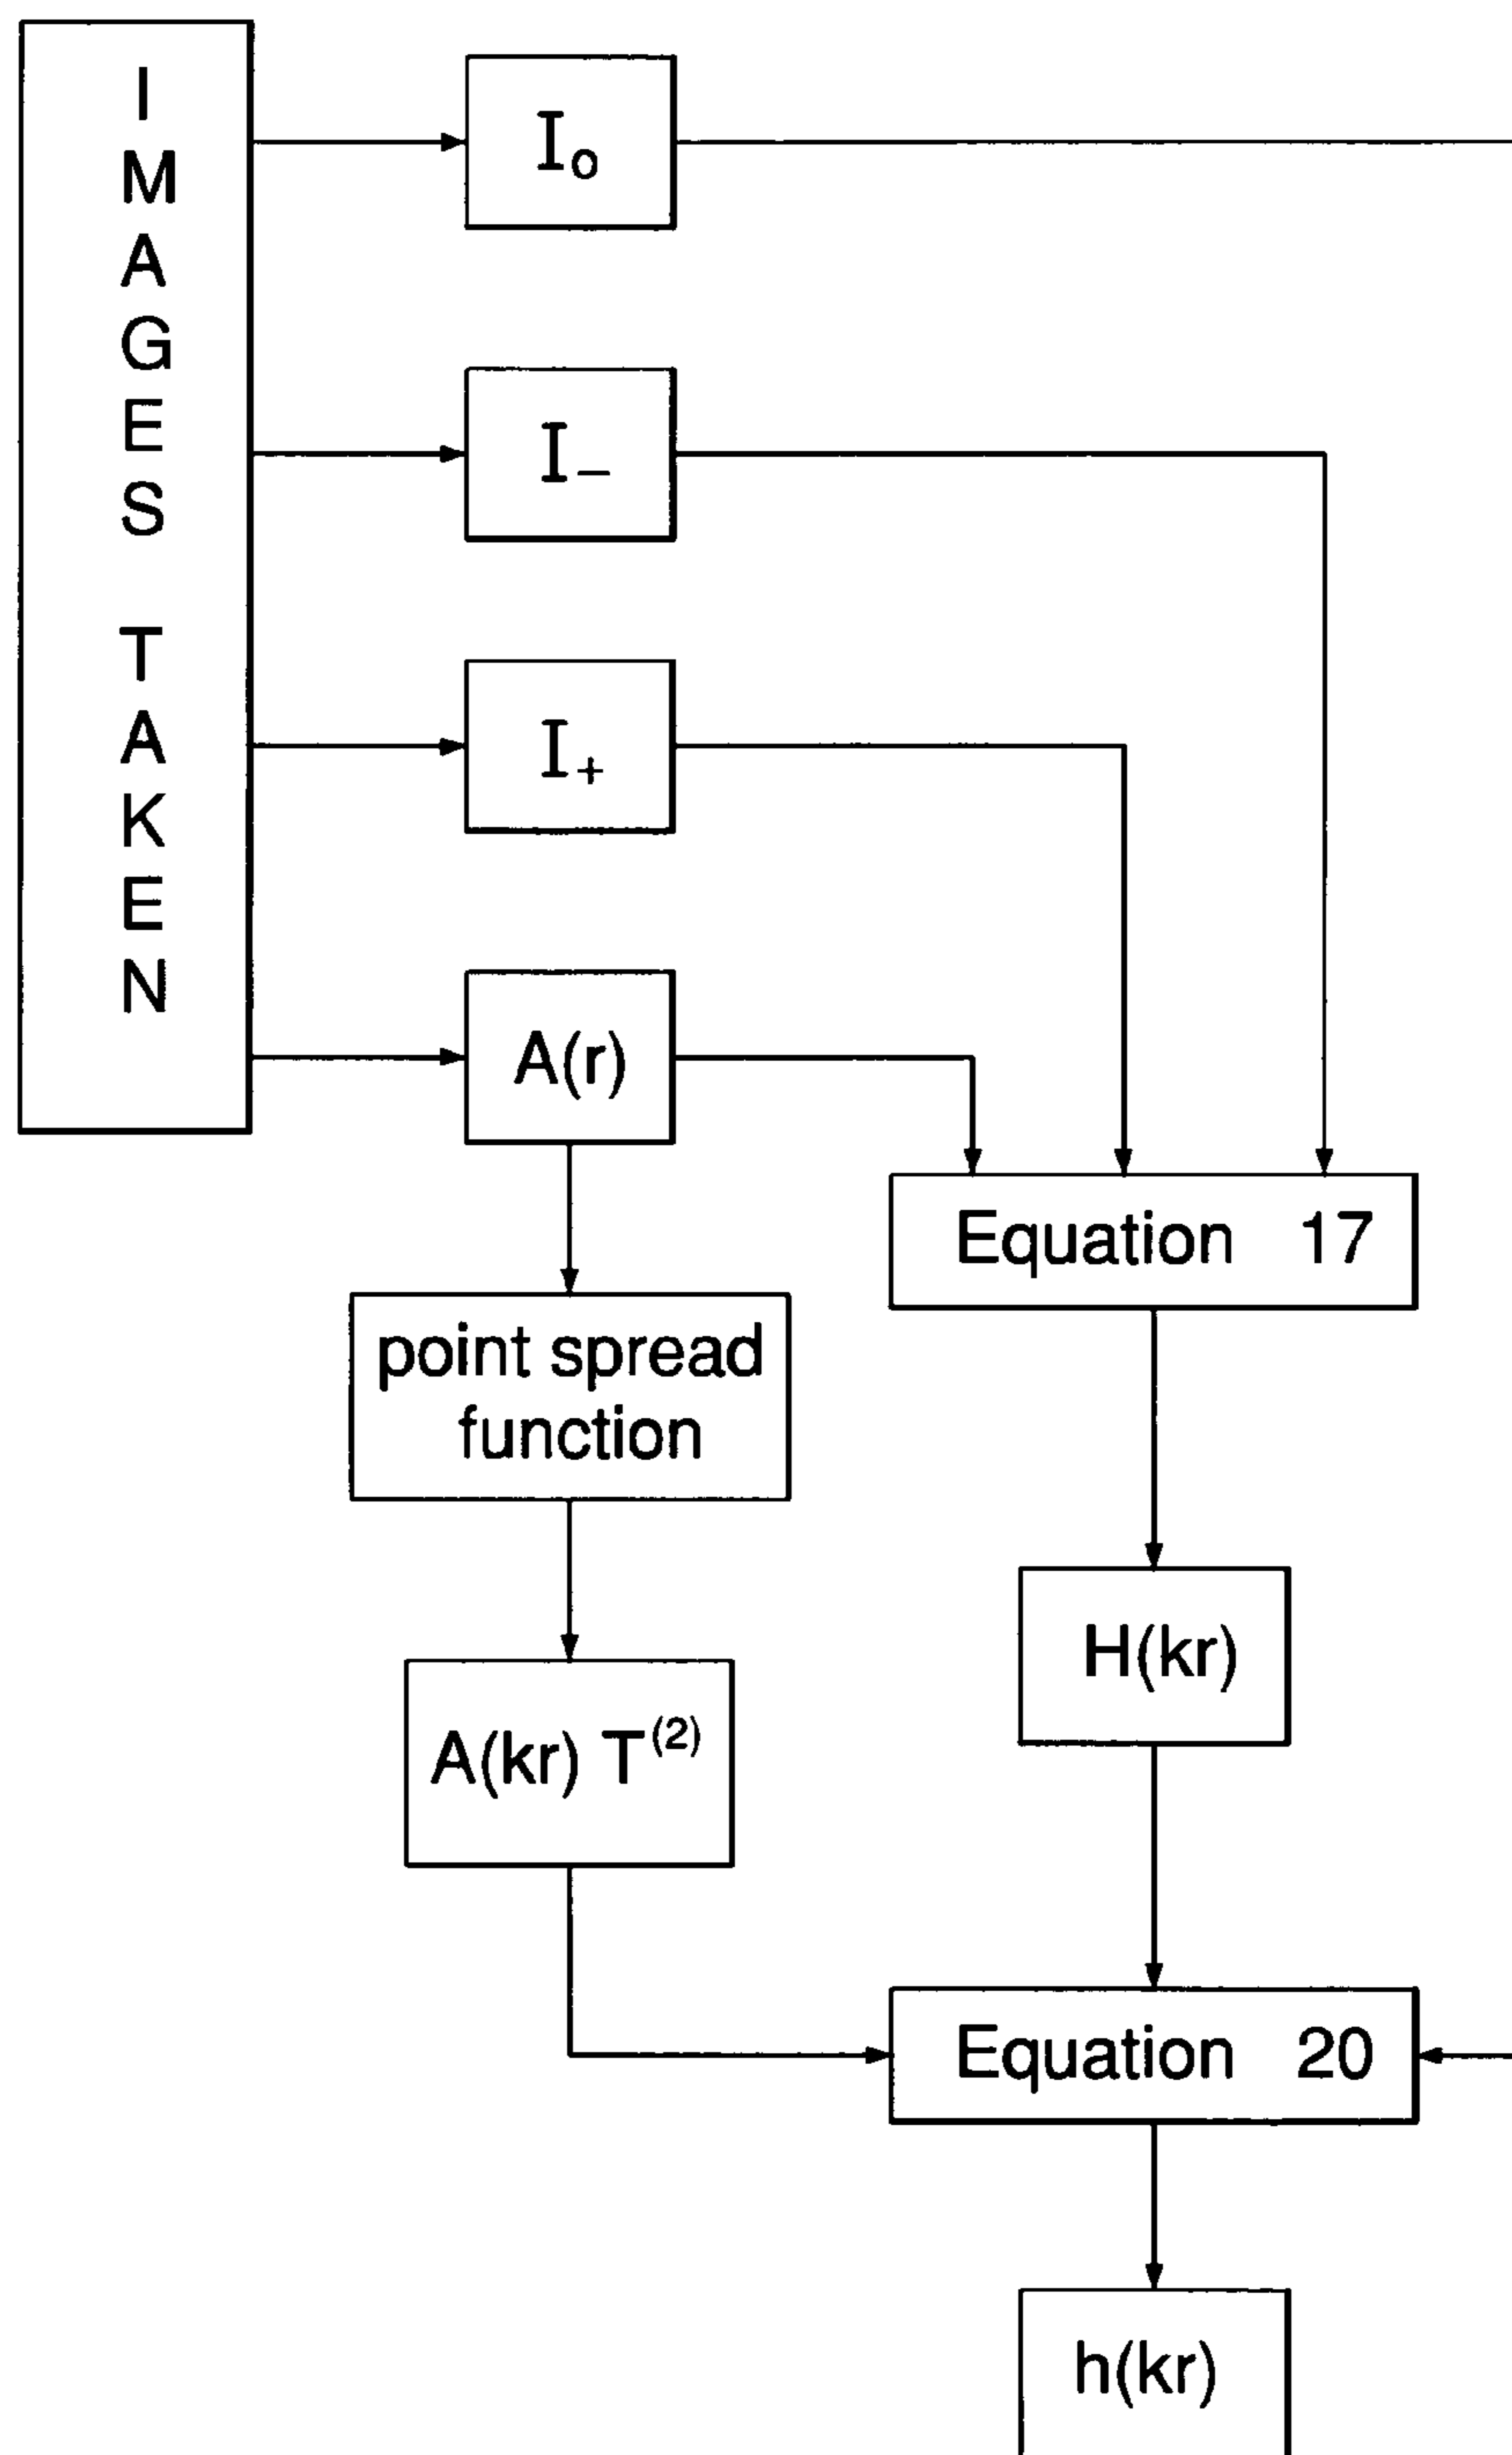 IMAGES TAKEN
I₀
I₋
I₊
A(r)
Equation 17
point spread
function
H(kr)
A(kr) T⁽²⁾
Equation 20
h(kr)